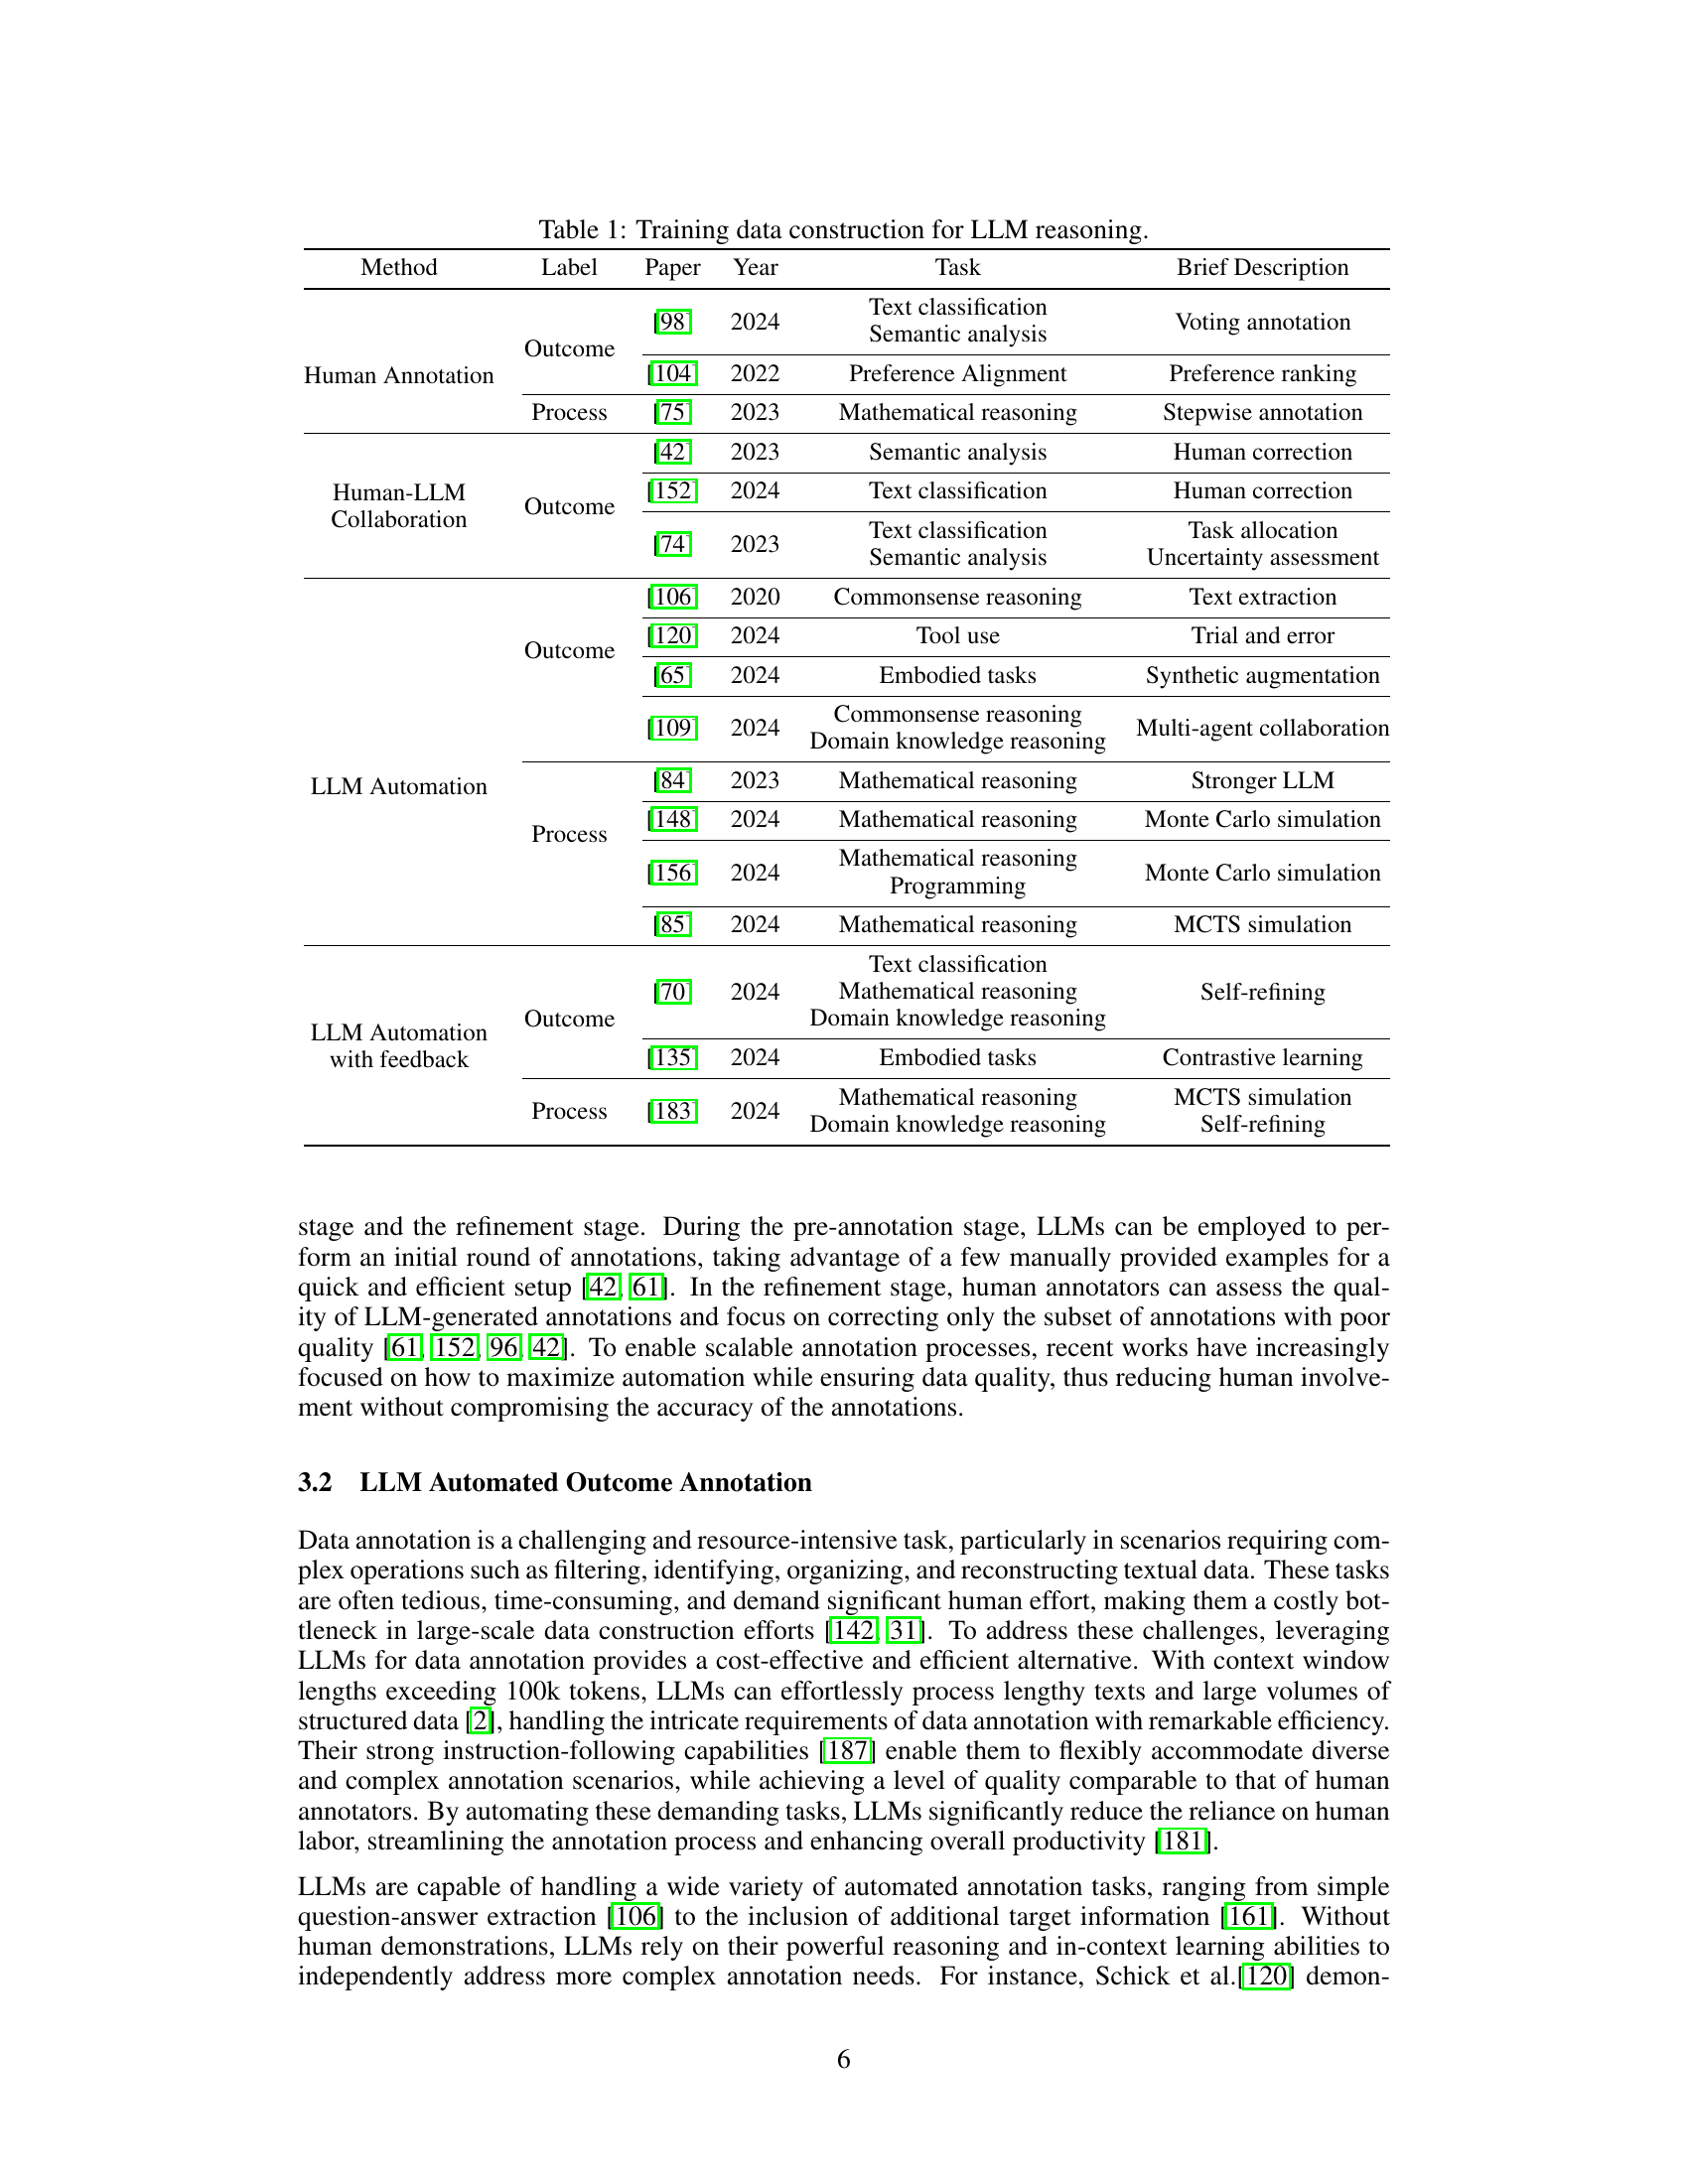 Table 1: Training data construction for LLM reasoning.
Method Label Paper Year Task Brief Description
Human Annotation Outcome [98] 2024 Text classification Semantic analysis Voting annotation
[104] 2022 Preference Alignment Preference ranking
Process [75] 2023 Mathematical reasoning Stepwise annotation
Human-LLM Collaboration Outcome [42] 2023 Semantic analysis Human correction
[152] 2024 Text classification Human correction
[74] 2023 Text classification Semantic analysis Task allocation Uncertainty assessment
LLM Automation Outcome [106] 2020 Commonsense reasoning Text extraction
[120] 2024 Tool use Trial and error
[65] 2024 Embodied tasks Synthetic augmentation
[109] 2024 Commonsense reasoning Domain knowledge reasoning Multi-agent collaboration
Process [84] 2023 Mathematical reasoning Stronger LLM
[148] 2024 Mathematical reasoning Monte Carlo simulation
[156] 2024 Mathematical reasoning Programming Monte Carlo simulation
[85] 2024 Mathematical reasoning MCTS simulation
LLM Automation with feedback Outcome [70] 2024 Text classification Mathematical reasoning Domain knowledge reasoning Self-refining
[135] 2024 Embodied tasks Contrastive learning
Process [183] 2024 Mathematical reasoning Domain knowledge reasoning MCTS simulation Self-refining
stage and the refinement stage. During the pre-annotation stage, LLMs can be employed to per-
form an initial round of annotations, taking advantage of a few manually provided examples for a
quick and efficient setup [42, 61]. In the refinement stage, human annotators can assess the qual-
ity of LLM-generated annotations and focus on correcting only the subset of annotations with poor
quality [61, 152, 96, 42]. To enable scalable annotation processes, recent works have increasingly
focused on how to maximize automation while ensuring data quality, thus reducing human involve-
ment without compromising the accuracy of the annotations.
3.2 LLM Automated Outcome Annotation
Data annotation is a challenging and resource-intensive task, particularly in scenarios requiring com-
plex operations such as filtering, identifying, organizing, and reconstructing textual data. These tasks
are often tedious, time-consuming, and demand significant human effort, making them a costly bot-
tleneck in large-scale data construction efforts [142, 31]. To address these challenges, leveraging
LLMs for data annotation provides a cost-effective and efficient alternative. With context window
lengths exceeding 100k tokens, LLMs can effortlessly process lengthy texts and large volumes of
structured data [2], handling the intricate requirements of data annotation with remarkable efficiency.
Their strong instruction-following capabilities [187] enable them to flexibly accommodate diverse
and complex annotation scenarios, while achieving a level of quality comparable to that of human
annotators. By automating these demanding tasks, LLMs significantly reduce the reliance on human
labor, streamlining the annotation process and enhancing overall productivity [181].
LLMs are capable of handling a wide variety of automated annotation tasks, ranging from simple
question-answer extraction [106] to the inclusion of additional target information [161]. Without
human demonstrations, LLMs rely on their powerful reasoning and in-context learning abilities to
independently address more complex annotation needs. For instance, Schick et al.[120] demon-
6